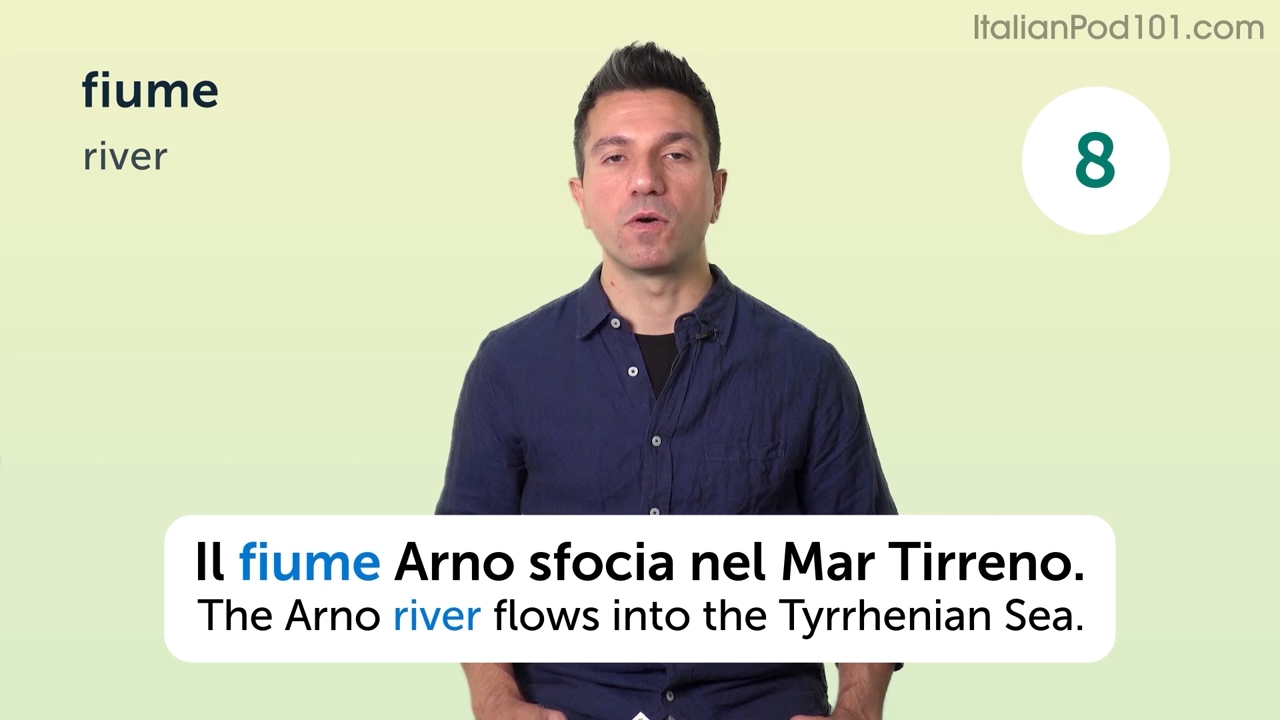 ItalianPod101.com
fiume
river
8
Il fiume Arno sfocia nel Mar Tirreno.
The Arno river flows into the Tyrrhenian Sea.